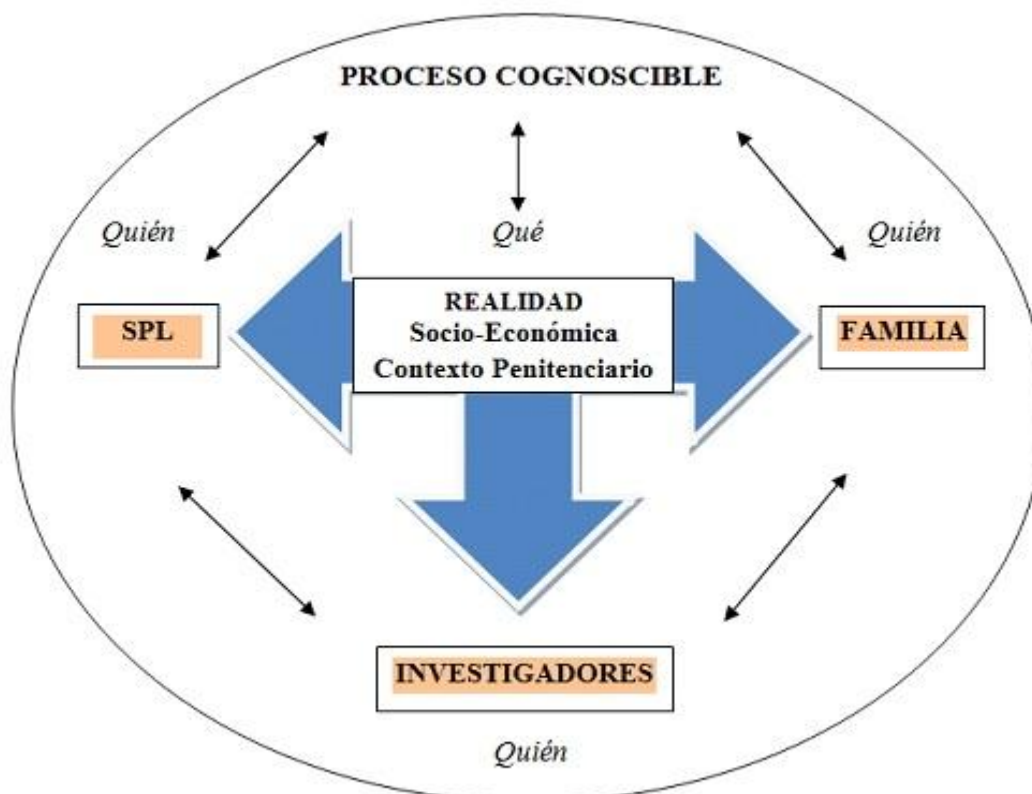 PROCESO COGNOSCIBLE
Quién
Qué
Quién
SPL
REALIDAD
Socio-Económica
Contexto Penitenciario
FAMILIA
INVESTIGADORES
Quién